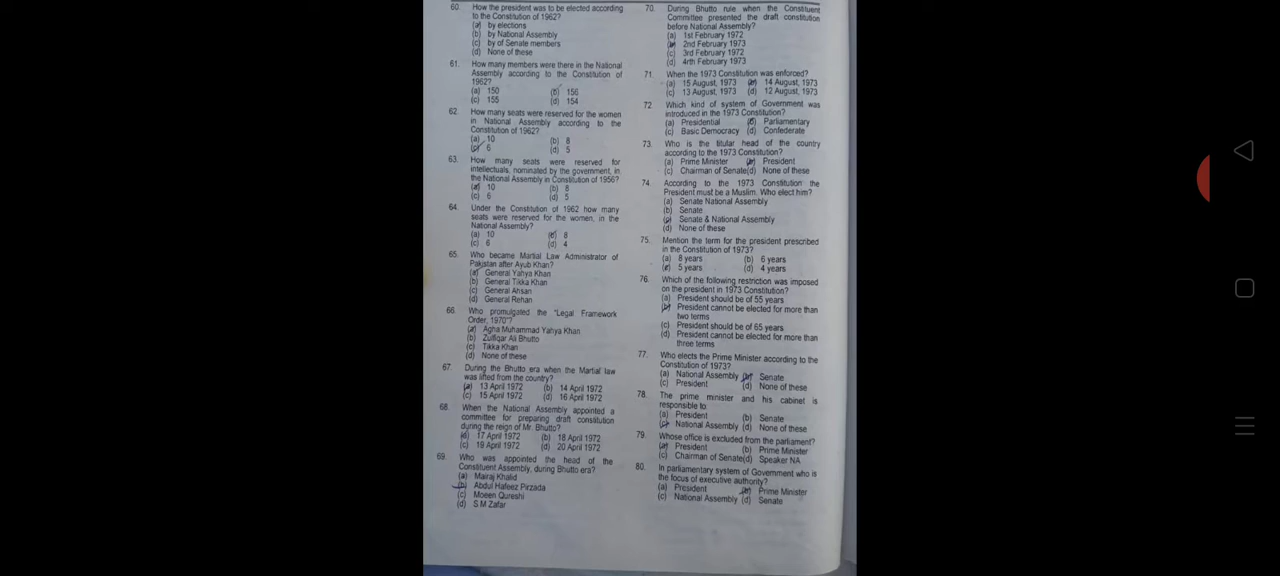 60. How the president was to be elected according
to the Constitution of 1962?
(a) by elections
(b) by National Assembly
(c) by of Senate members
(d) None of these
61. How many members were there in the National
Assembly according to the Constitution of
1962?
(a) 150 (b) 156
(c) 155 (d) 154
62. How many seats were reserved for the women
in National Assembly according to the
Constitution of 1962?
(a) 10 (b) 8
(c) 6 (d) 5
63. How many seats were reserved for
intellectuals, nominated by the government, in
the National Assembly in Constitution of 1956?
(a) 10 (b) 8
(c) 6 (d) 5
64. Under the Constitution of 1962 how many
seats were reserved for the women, in the
National Assembly?
(a) 10 (b) 8
(c) 6 (d) 4
65. Who became Martial Law Administrator of
Pakistan after Ayub Khan?
(a) General Yahya Khan
(b) General Tikka Khan
(c) General Ahsan
(d) General Rehan
66. Who promulgated the "Legal Framework
Order, 1970"?
(a) Agha Muhammad Yahya Khan
(b) Zulfiqar Ali Bhutto
(c) Tikka Khan
(d) None of these
67. During the Bhutto era when the Martial law
was lifted from the country?
(a) 13 April 1972 (b) 14 April 1972
(c) 15 April 1972 (d) 16 April 1972
68. When the National Assembly appointed a
committee for preparing draft constitution
during the reign of Mr. Bhutto?
(a) 17 April 1972 (b) 18 April 1972
(c) 19 April 1972 (d) 20 April 1972
69. Who was appointed the head of the
Constituent Assembly, during Bhutto era?
(a) Mairaj Khalid
(b) Abdul Hafeez Pirzada
(c) Moeen Qureshi
(d) S M Zafar
70. During Bhutto rule when the Constituent
Committee presented the draft constitution
before National Assembly?
(a) 1st February 1972
(b) 2nd February 1973
(c) 3rd February 1972
(d) 4rth February 1973
71. When the 1973 Constitution was enforced?
(a) 15 August, 1973 (b) 14 August, 1973
(c) 13 August, 1973 (d) 12 August, 1973
72. Which kind of system of Government was
introduced in the 1973 Constitution?
(a) Presidential (b) Parliamentary
(c) Basic Democracy (d) Confederate
73. Who is the titular head of the country
according to the 1973 Constitution?
(a) Prime Minister (b) President
(c) Chairman of Senate(d) None of these
74. According to the 1973 Constitution the
President must be a Muslim. Who elect him?
(a) Senate National Assembly
(b) Senate
(c) Senate & National Assembly
(d) None of these
75. Mention the term for the president prescribed
in the Constitution of 1973?
(a) 8 years (b) 6 years
(c) 5 years (d) 4 years
76. Which of the following restriction was imposed
on the president in 1973 Constitution?
(a) President should be of 55 years
(b) President cannot be elected for more than
two terms
(c) President should be of 65 years
(d) President cannot be elected for more than
three terms
77. Who elects the Prime Minister according to the
Constitution of 1973?
(a) National Assembly (b) Senate
(c) President (d) None of these
78. The prime minister and his cabinet is
responsible to:
(a) President (b) Senate
(c) National Assembly (d) None of these
79. Whose office is excluded from the parliament?
(a) President (b) Prime Minister
(c) Chairman of Senate(d) Speaker NA
80. In parliamentary system of Government who is
the focus of executive authority?
(a) President (b) Prime Minister
(c) National Assembly (d) Senate